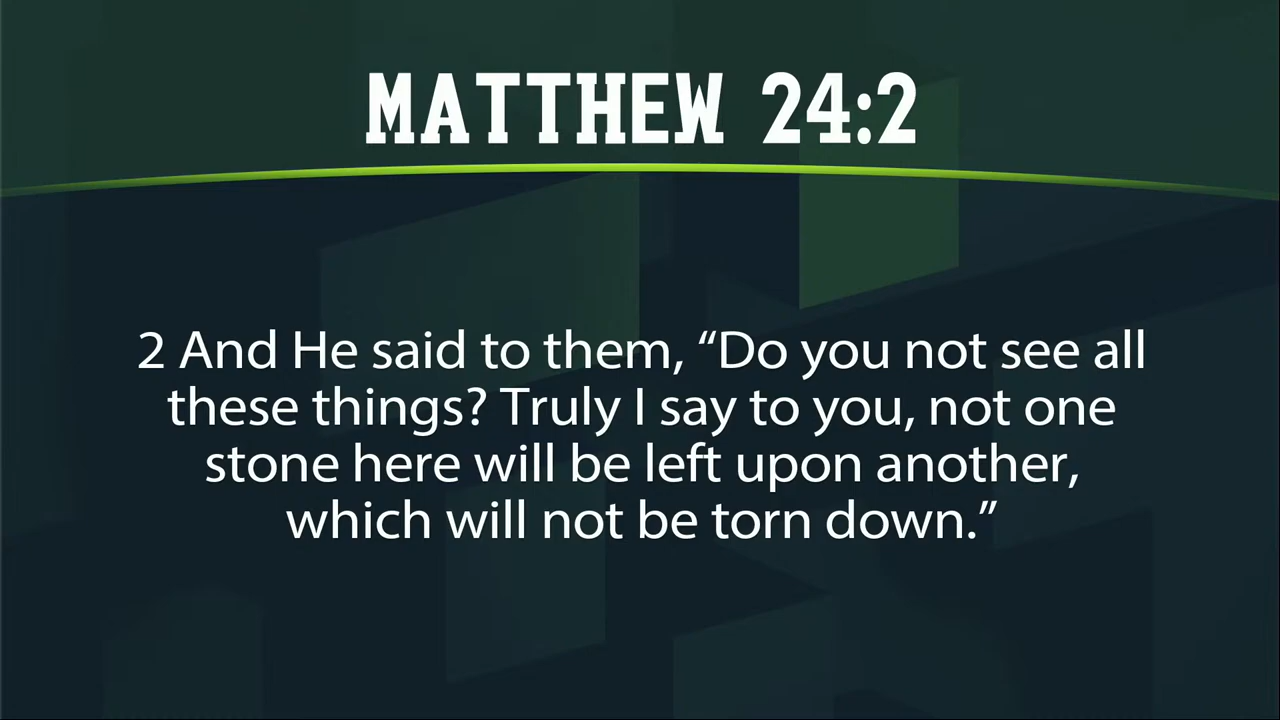 MATTHEW 24:2
2 And He said to them, “Do you not see all
these things? Truly I say to you, not one
stone here will be left upon another,
which will not be torn down.”